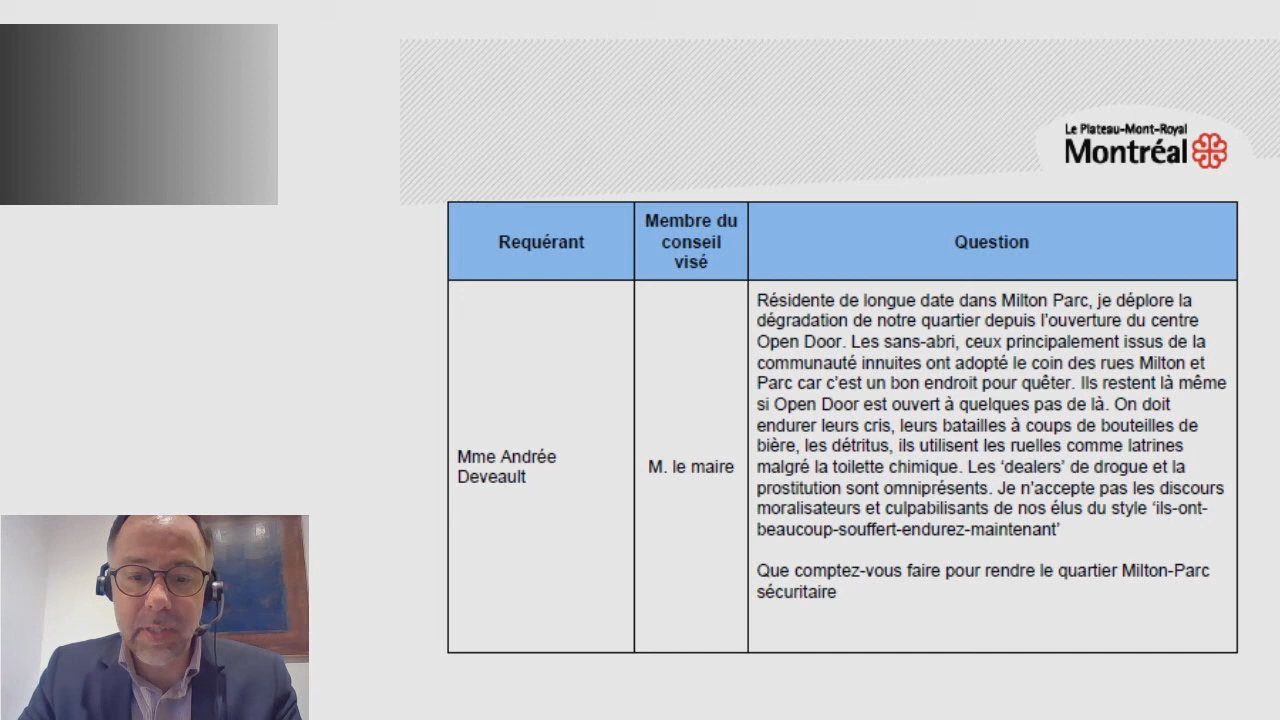 Le Plateau-Mont-Royal
Montréal
Requérant
Membre du
conseil
visé
Question
Mme Andrée
Deveault
M. le maire
Résidente de longue date dans Milton Parc, je déplore la
dégradation de notre quartier depuis l'ouverture du centre
Open Door. Les sans-abri, ceux principalement issus de la
communauté innuites ont adopté le coin des rues Milton et
Parc car c'est un bon endroit pour quêter. Ils restent là même
si Open Door est ouvert à quelques pas de là. On doit
endurer leurs cris, leurs batailles à coups de bouteilles de
bière, les détritus, ils utilisent les ruelles comme latrines
malgré la toilette chimique. Les 'dealers' de drogue et la
prostitution sont omniprésents. Je n'accepte pas les discours
moralisateurs et culpabilisants de nos élus du style 'ils-ont-
beaucoup-souffert-endurez-maintenant'
Que comptez-vous faire pour rendre le quartier Milton-Parc
sécuritaire